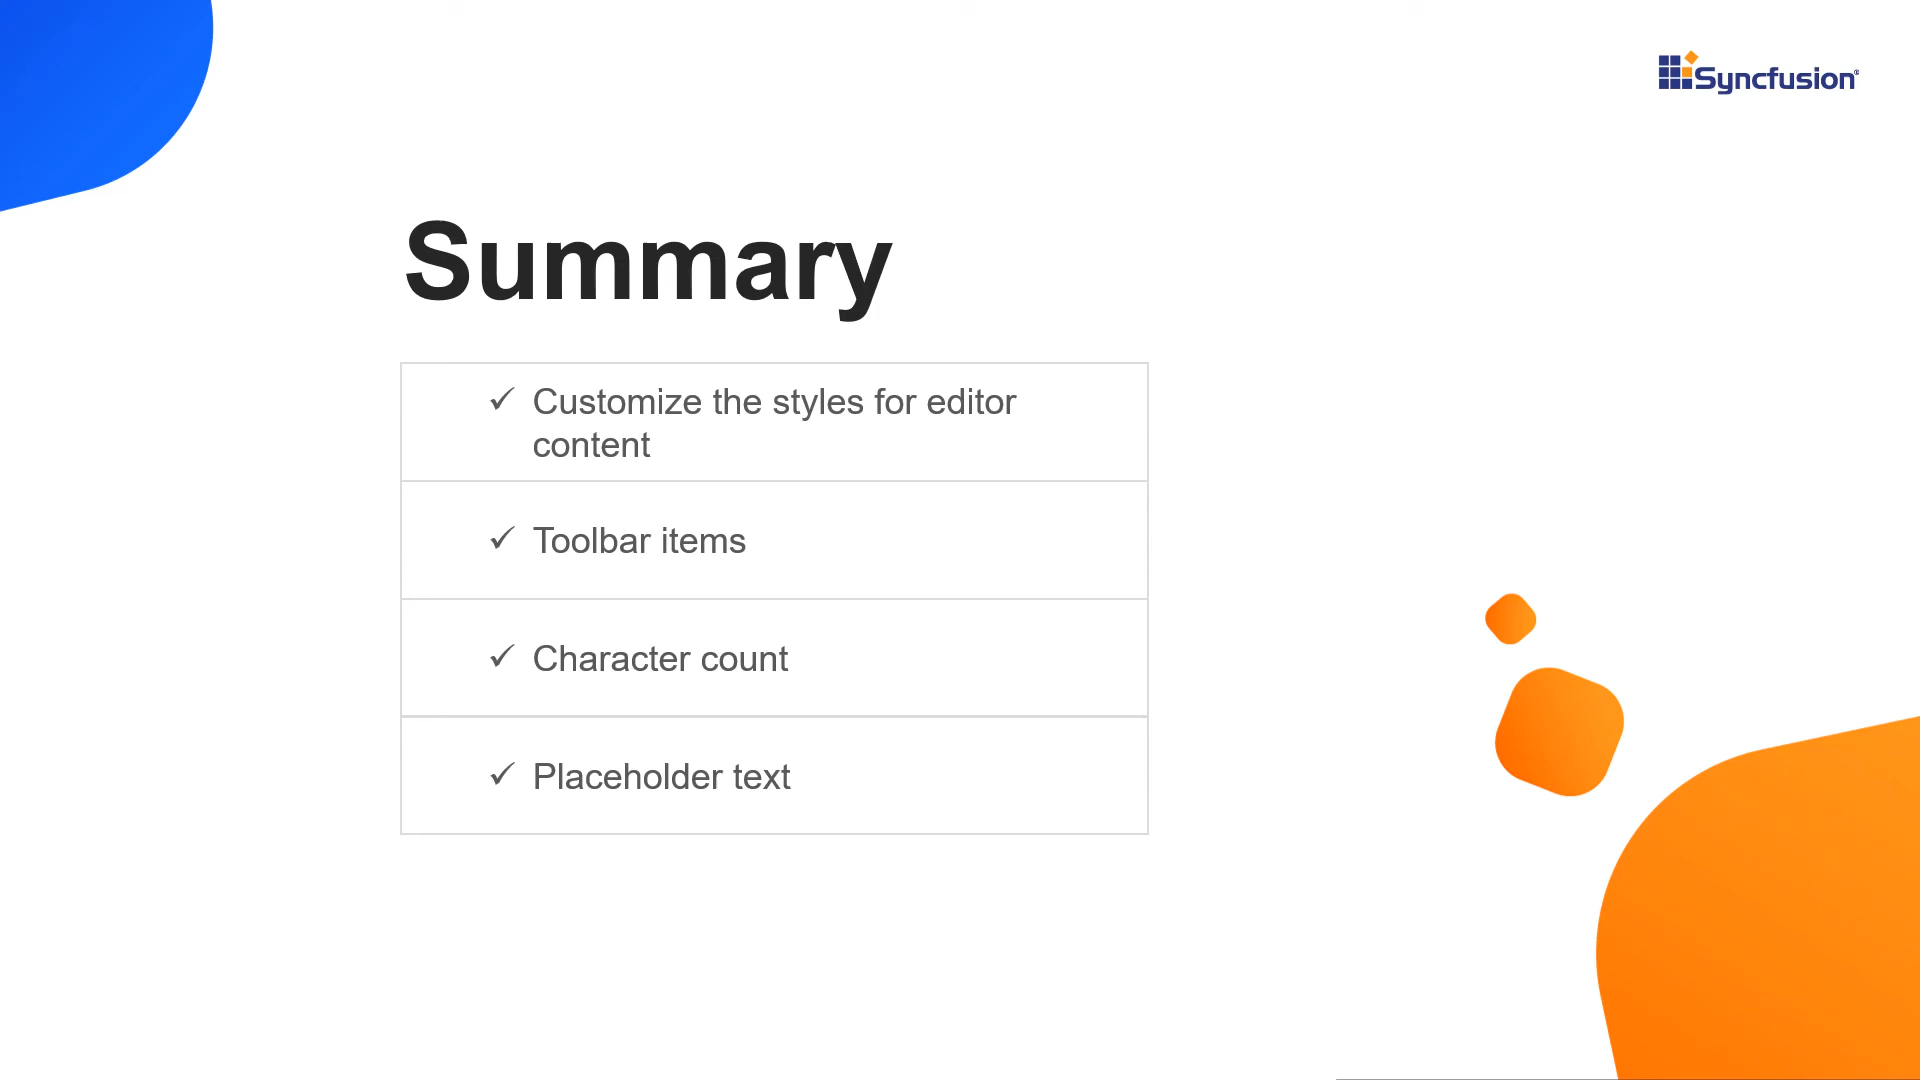 Syncfusion®
Summary
✓ Customize the styles for editor
content
✓ Toolbar items
✓ Character count
✓ Placeholder text